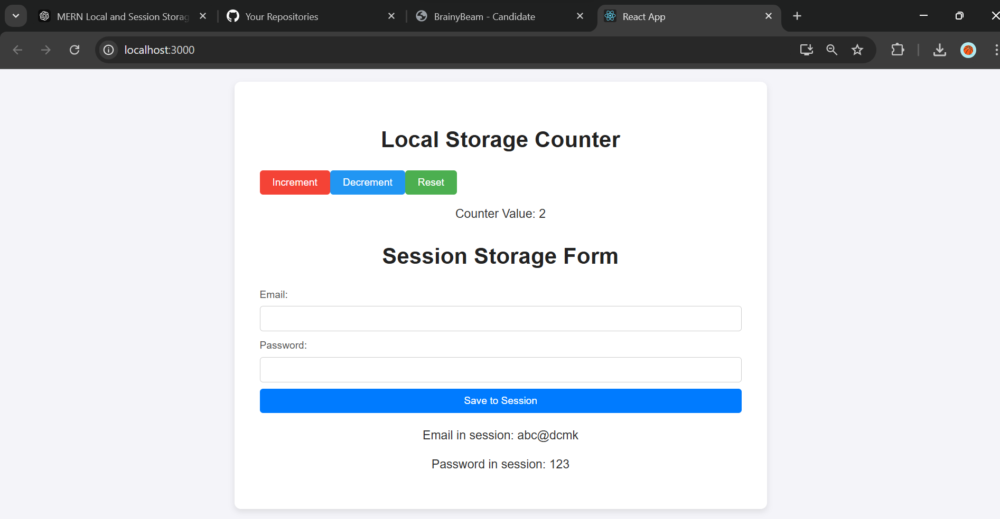 MERN Local and Session Storag
Your Repositories
BrainyBeam - Candidate
React App
localhost:3000
Local Storage Counter
Increment Decrement Reset
Counter Value: 2
Session Storage Form
Email:
Password:
Save to Session
Email in session: abc@dcmk
Password in session: 123